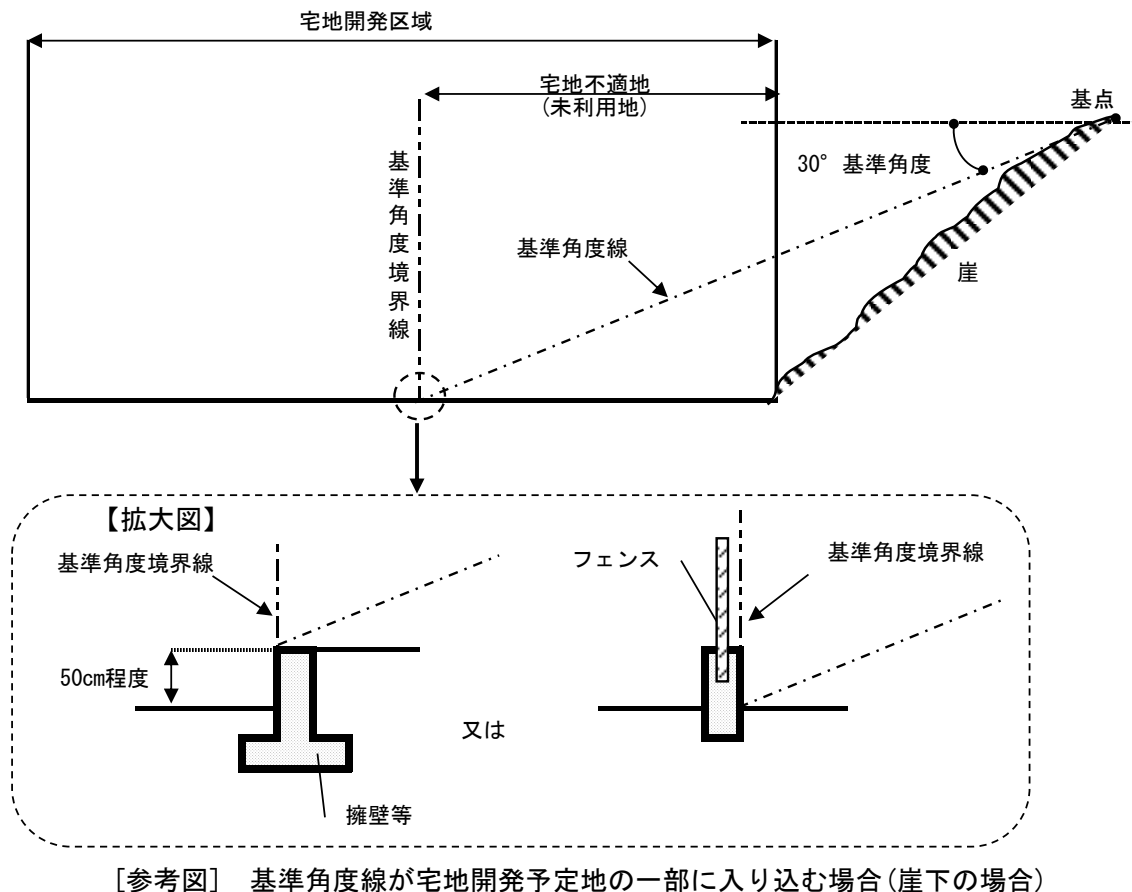 宅地開発区域
宅地不適地
(未利用地)
基点
基準角度境界線
30° 基準角度
基準角度線
崖
【拡大図】
基準角度境界線
50cm程度
擁壁等
又は
フェンス
基準角度境界線
[参考図] 基準角度線が宅地開発予定地の一部に入り込む場合(崖下の場合)